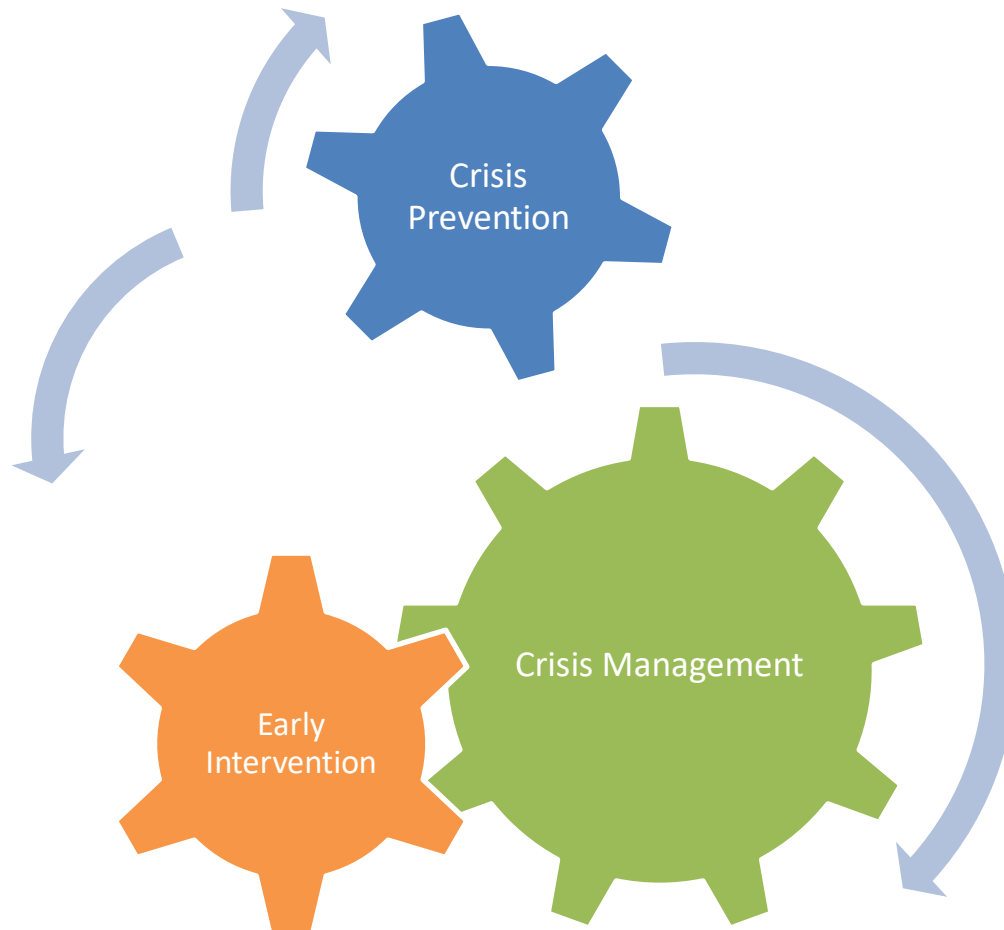 Crisis
Prevention
Crisis Management
Early
Intervention